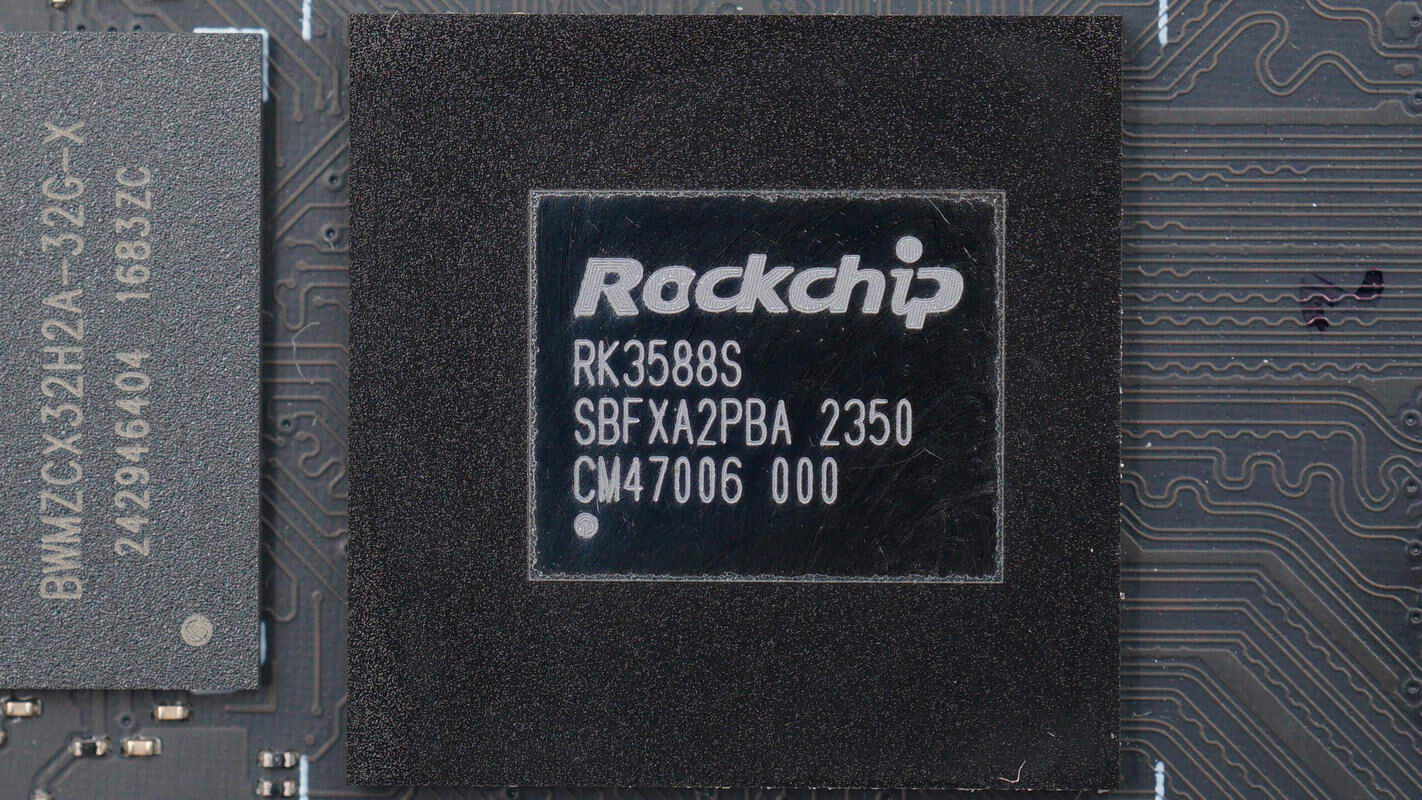 BWMZCX32H2A-32G-X
242946404 1683ZC
Rockchip
RK3588S
SBFXA2PBA 2350
CM47006 000